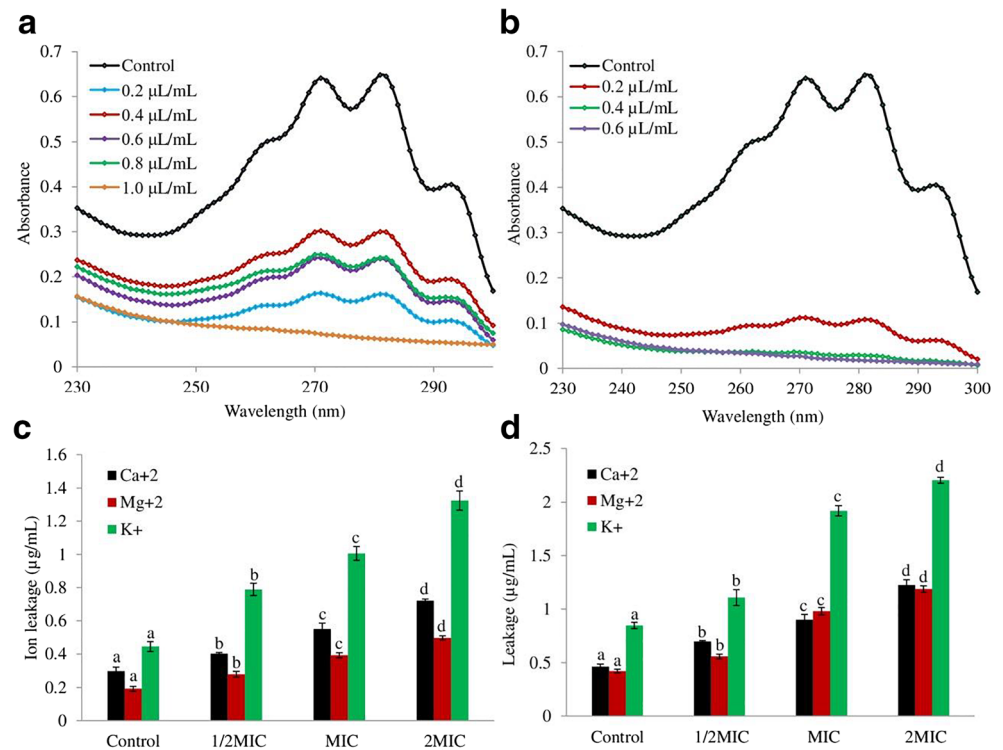 a
0.7
0.6
0.5
0.4
0.3
0.2
0.1
0
Absorbance
Control
0.2 µL/mL
0.4 µL/mL
0.6 µL/mL
0.8 µL/mL
1.0 µL/mL
230 250 270 290
Wavelength (nm)
b
0.7
0.6
0.5
0.4
0.3
0.2
0.1
0
Absorbance
Control
0.2 µL/mL
0.4 µL/mL
0.6 µL/mL
230 240 250 260 270 280 290 300
Wavelength (nm)
c
1.6
1.4
1.2
1
0.8
0.6
0.4
0.2
0
Ion leakage (µg/mL)
Ca+2
Mg+2
K+
a a a
b b b
c c c
d d d
Control 1/2MIC MIC 2MIC
d
2.5
2
1.5
1
0.5
0
Leakage (µg/mL)
Ca+2
Mg+2
K+
a a a
b b b
c c c
d d d
Control 1/2MIC MIC 2MIC